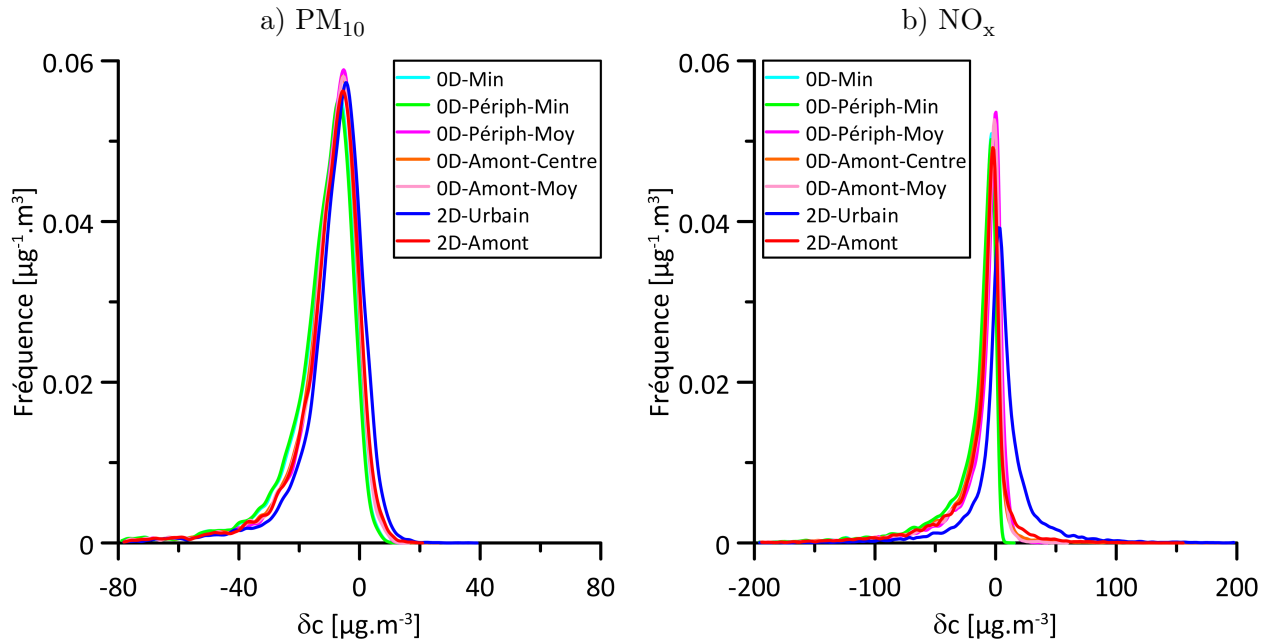 a) PM₁₀
b) NOₓ
0.06
0.04
0.02
0
Fréquence [µg⁻¹.m³]
0D-Min
0D-Périph-Min
0D-Périph-Moy
0D-Amont-Centre
0D-Amont-Moy
2D-Urbain
2D-Amont
-80 -40 0 40 80
δc [µg.m⁻³]
0.06
0.04
0.02
0
Fréquence [µg⁻¹.m³]
0D-Min
0D-Périph-Min
0D-Périph-Moy
0D-Amont-Centre
0D-Amont-Moy
2D-Urbain
2D-Amont
-200 -100 0 100 200
δc [µg.m⁻³]